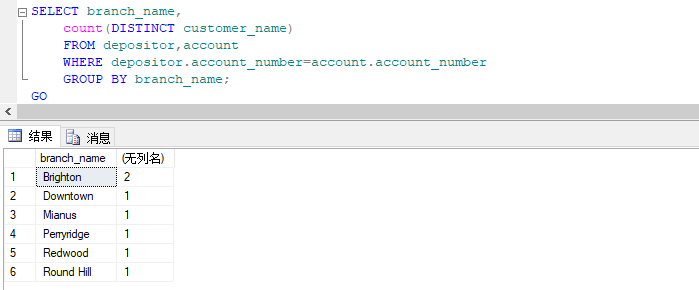 SELECT branch_name,
count(DISTINCT customer_name)
FROM depositor,account
WHERE depositor.account_number=account.account_number
GROUP BY branch_name;
GO
结果 消息
branch_name (无列名)
1 Brighton 2
2 Downtown 1
3 Mianus 1
4 Perryridge 1
5 Redwood 1
6 Round Hill 1